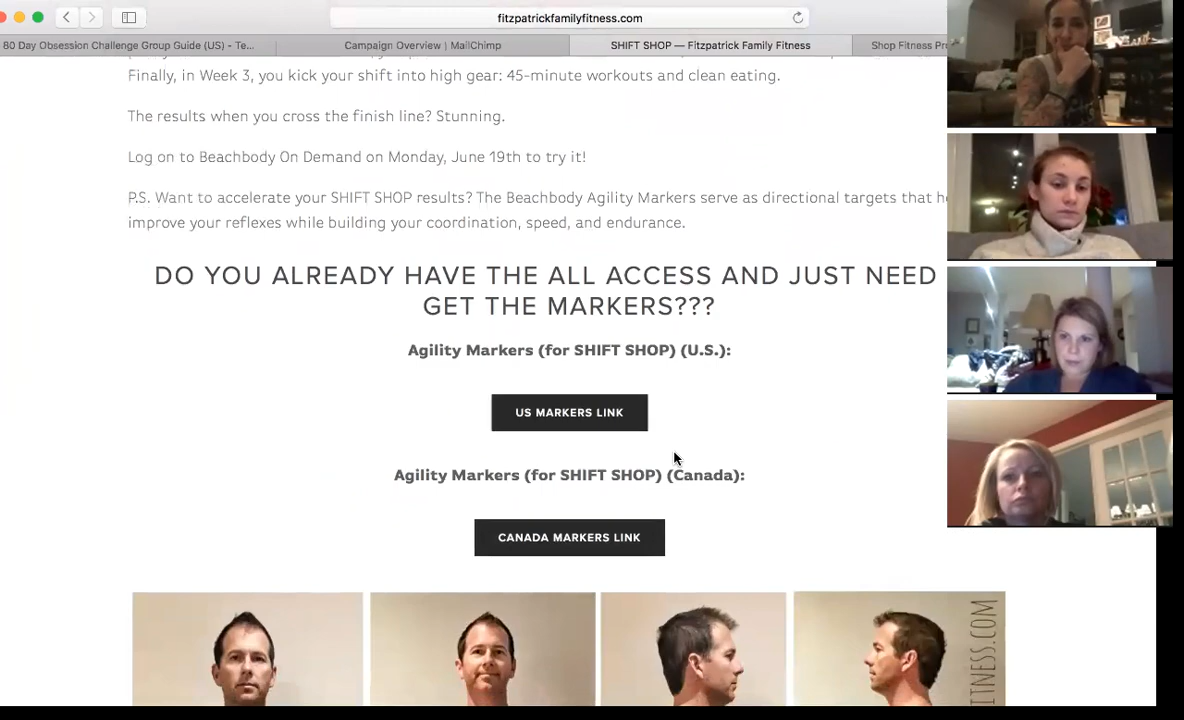 fitzpatrickfamilyfitness.com
80 Day Obsession Challenge Group Guide (US) - Te...
Campaign Overview | MailChimp
SHIFT SHOP — Fitzpatrick Family Fitness
Shop Fitness Pr
Finally, in Week 3, you kick your shift into high gear: 45-minute workouts and clean eating.
The results when you cross the finish line? Stunning.
Log on to Beachbody On Demand on Monday, June 19th to try it!
P.S. Want to accelerate your SHIFT SHOP results? The Beachbody Agility Markers serve as directional targets that he
improve your reflexes while building your coordination, speed, and endurance.
DO YOU ALREADY HAVE THE ALL ACCESS AND JUST NEED
GET THE MARKERS???
Agility Markers (for SHIFT SHOP) (U.S.):
US MARKERS LINK
Agility Markers (for SHIFT SHOP) (Canada):
CANADA MARKERS LINK
ITNESS.COM